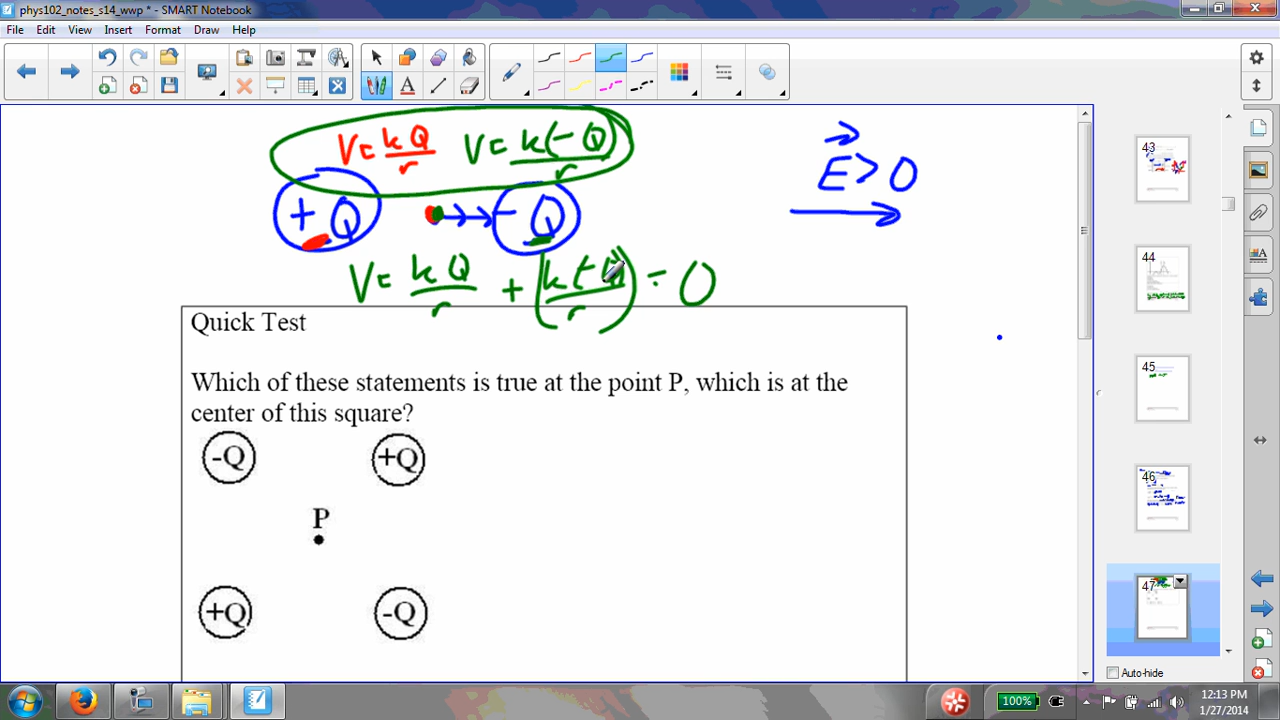 phys102_notes_s14_wwp * - SMART Notebook
File Edit View Insert Format Draw Help
V= kQ/r V= k(-Q)/r
E > 0
+Q -Q
V= kQ/r + (k(-Q)/r) = 0
Quick Test
Which of these statements is true at the point P, which is at the
center of this square?
-Q +Q
P
+Q -Q
43
44
45
46
47
Auto-hide
100%
12:13 PM
1/27/2014